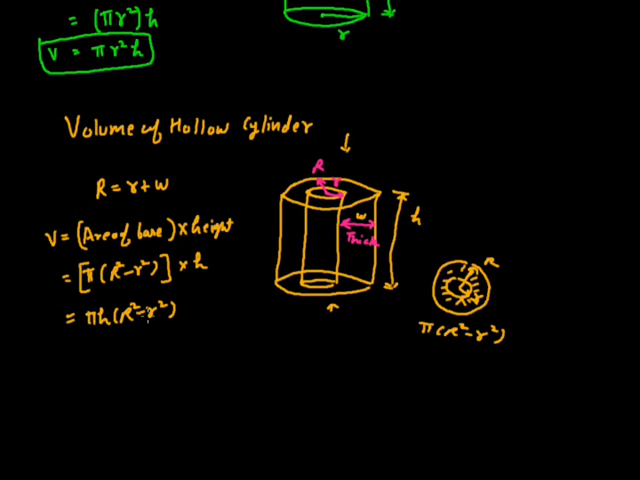 = (πr²)h
V = πr²h
r
Volume of Hollow Cylinder
R = r+w
V = (Area of base) × height
= [π(R²-r²)] × h
= πh(R²-r²)
R
r
w
Thick
h
R
r
π(R²-r²)